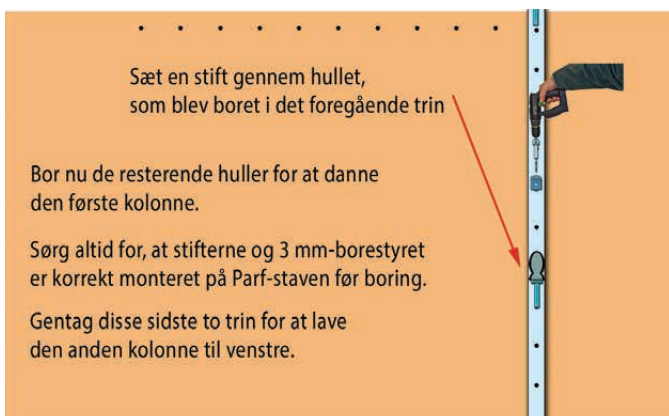 Sæt en stift gennem hullet,
som blev boret i det foregående trin
Bor nu de resterende huller for at danne
den første kolonne.
Sørg altid for, at stifterne og 3 mm-borestyret
er korrekt monteret på Parf-staven før boring.
Gentag disse sidste to trin for at lave
den anden kolonne til venstre.